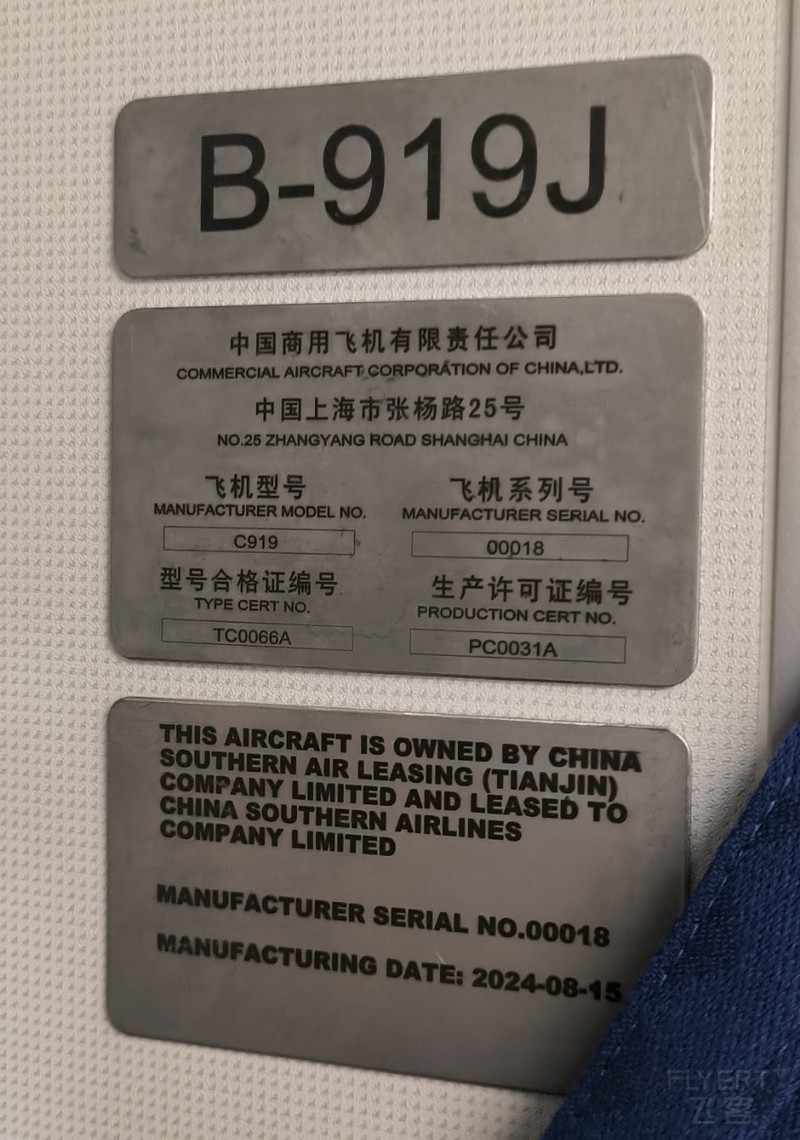 B-919J
中国商用飞机有限责任公司
COMMERCIAL AIRCRAFT CORPORATION OF CHINA,LTD.
中国上海市张杨路25号
NO.25 ZHANGYANG ROAD SHANGHAI CHINA
飞机型号 飞机系列号
MANUFACTURER MODEL NO. MANUFACTURER SERIAL NO.
C919 00018
型号合格证编号 生产许可证编号
TYPE CERT NO. PRODUCTION CERT NO.
TC0066A PC0031A
THIS AIRCRAFT IS OWNED BY CHINA
SOUTHERN AIR LEASING (TIANJIN)
COMPANY LIMITED AND LEASED TO
CHINA SOUTHERN AIRLINES
COMPANY LIMITED
MANUFACTURER SERIAL NO.00018
MANUFACTURING DATE: 2024-08-15
FLYERT
飞客